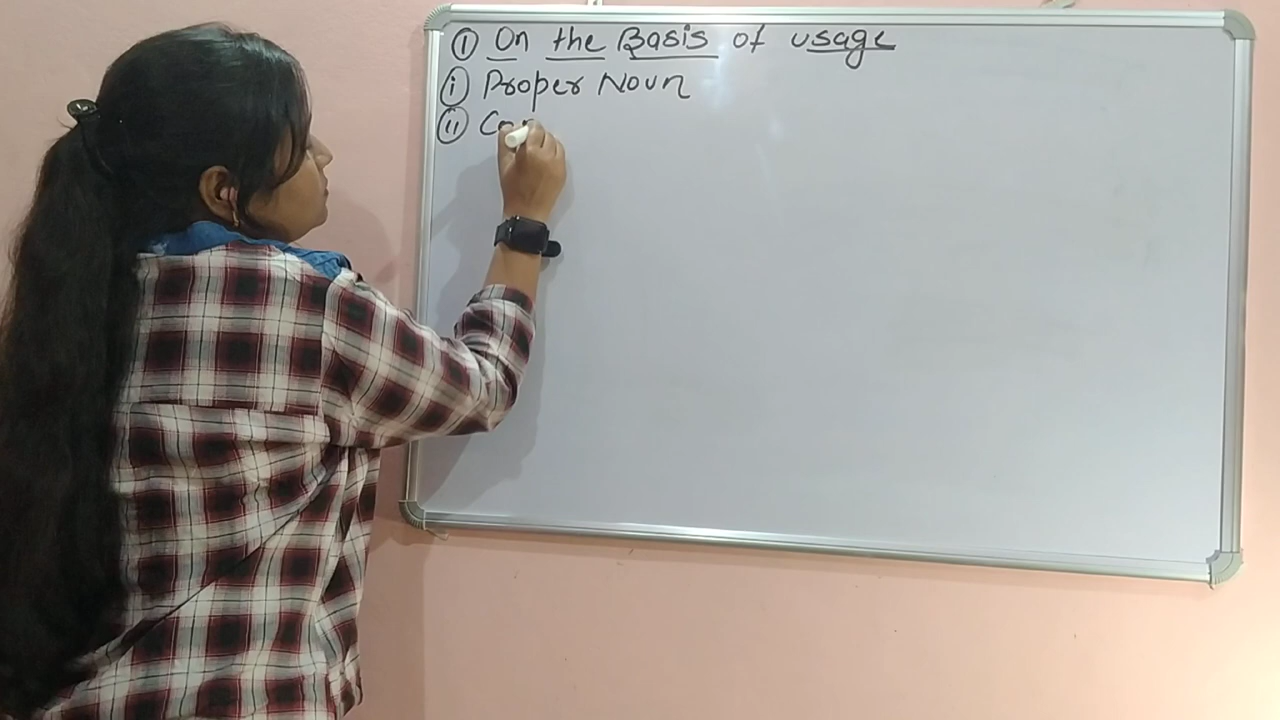 ① On the Basis of usage
ⓘ Proper Noun
ⓘⓘ Co